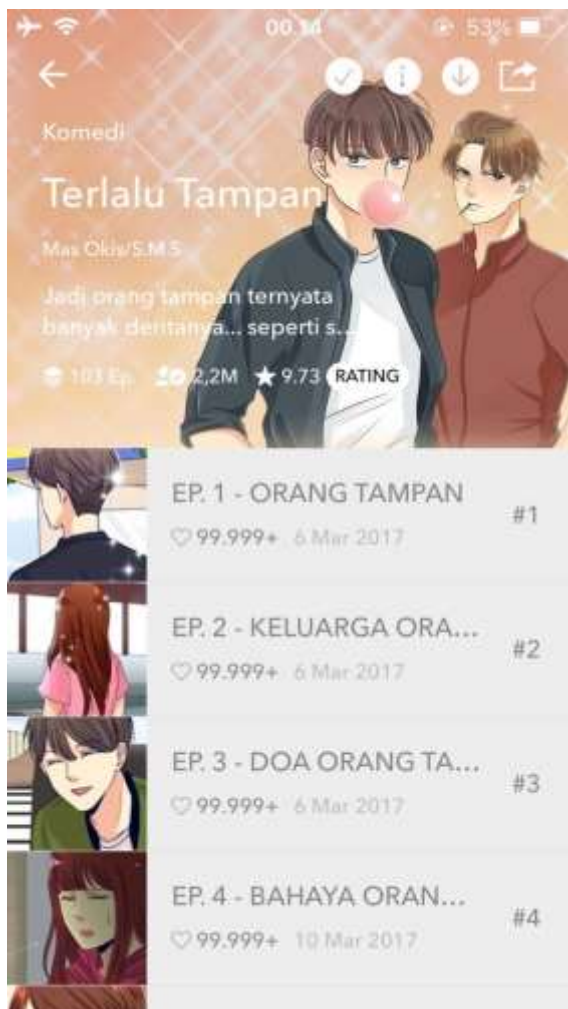 00.14
53%
Komedi
Terlalu Tampan
Mas Okis/S.M.S
Jadi orang tampan ternyata
banyak deritanya... seperti s...
103 Ep. 2,2M 9.73 RATING
EP. 1 - ORANG TAMPAN
99.999+ 6 Mar 2017
#1
EP. 2 - KELUARGA ORA...
99.999+ 6 Mar 2017
#2
EP. 3 - DOA ORANG TA...
99.999+ 6 Mar 2017
#3
EP. 4 - BAHAYA ORAN...
99.999+ 10 Mar 2017
#4